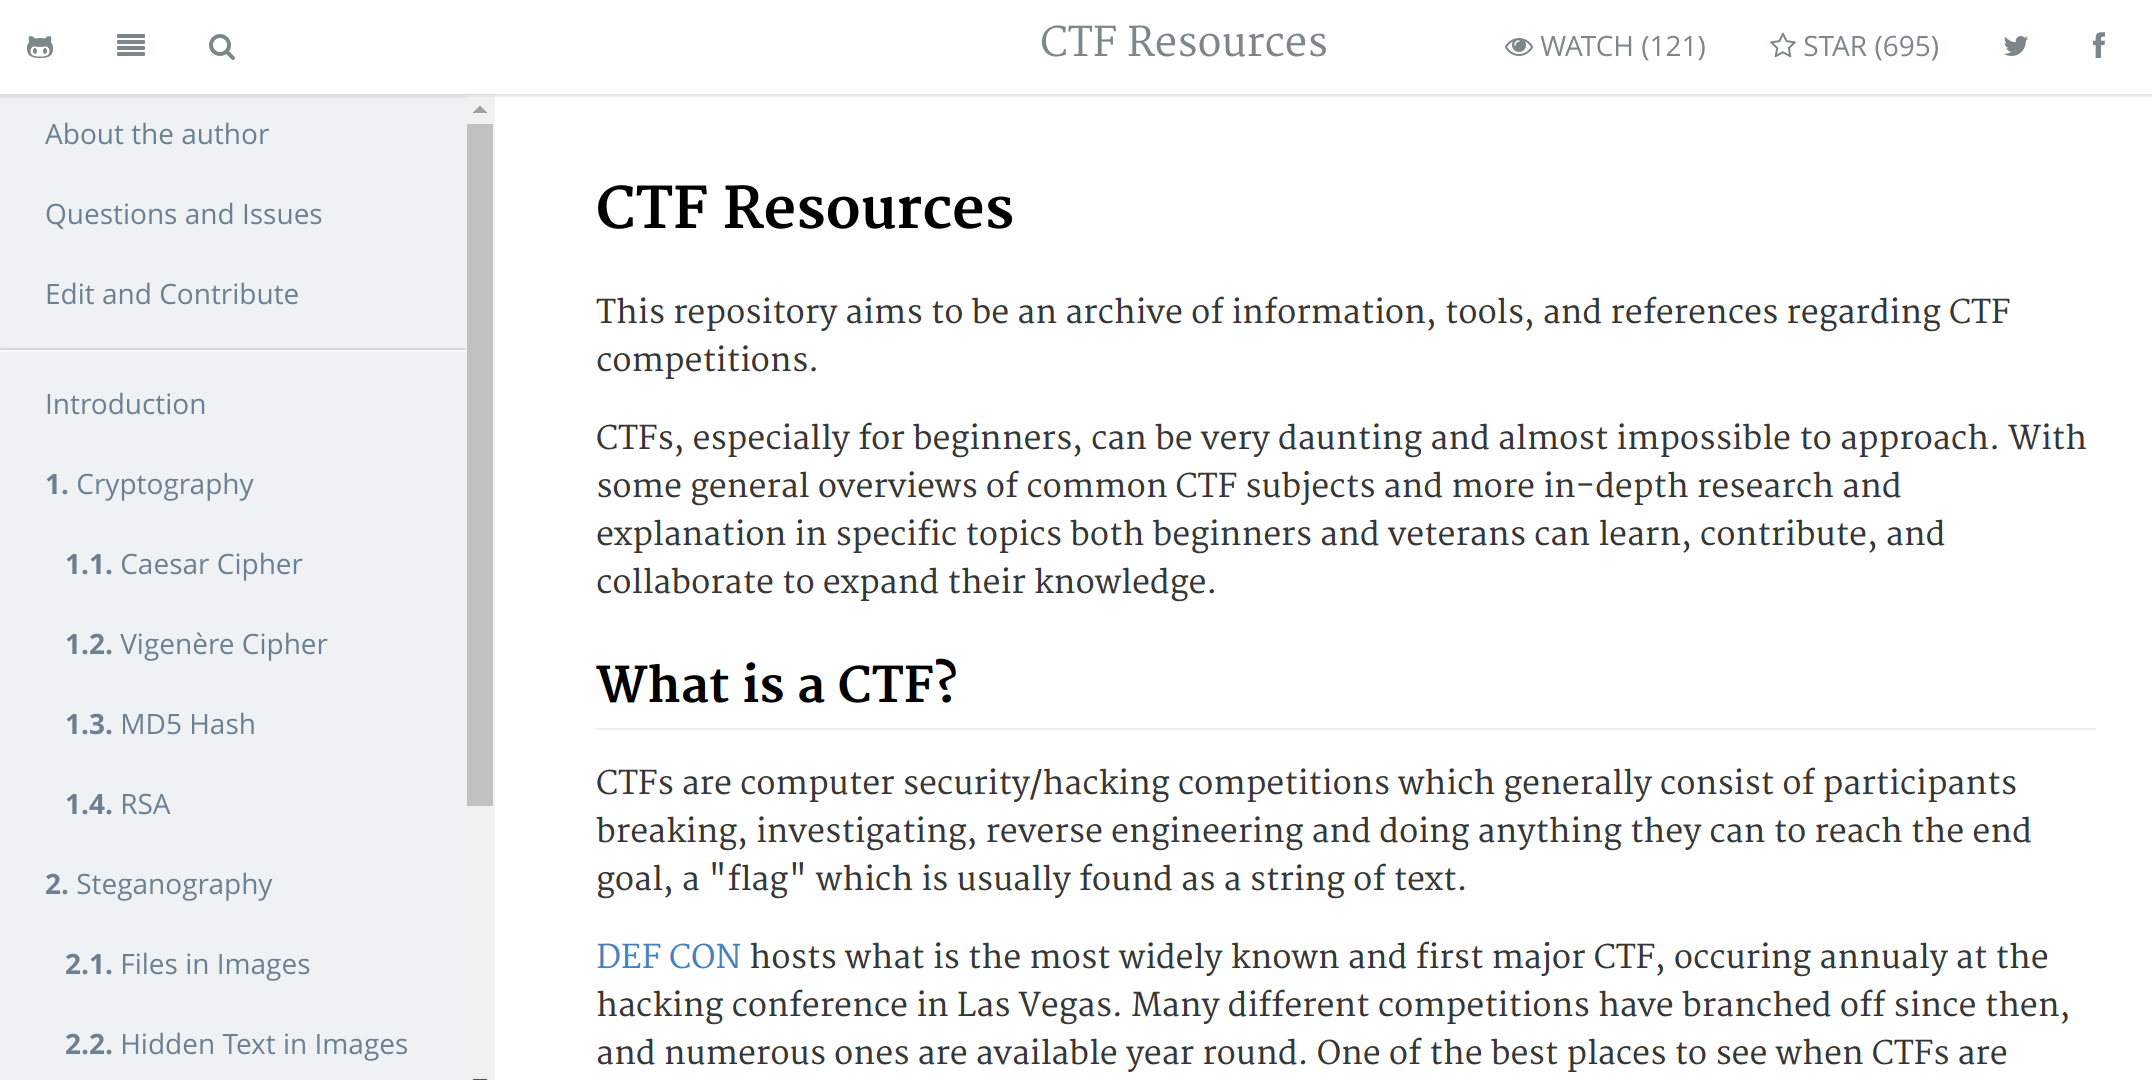 CTF Resources
WATCH (121)
STAR (695)
About the author
Questions and Issues
Edit and Contribute
Introduction
1. Cryptography
1.1. Caesar Cipher
1.2. Vigenère Cipher
1.3. MD5 Hash
1.4. RSA
2. Steganography
2.1. Files in Images
2.2. Hidden Text in Images
CTF Resources
This repository aims to be an archive of information, tools, and references regarding CTF
competitions.
CTFs, especially for beginners, can be very daunting and almost impossible to approach. With
some general overviews of common CTF subjects and more in-depth research and
explanation in specific topics both beginners and veterans can learn, contribute, and
collaborate to expand their knowledge.
What is a CTF?
CTFs are computer security/hacking competitions which generally consist of participants
breaking, investigating, reverse engineering and doing anything they can to reach the end
goal, a "flag" which is usually found as a string of text.
DEF CON hosts what is the most widely known and first major CTF, occuring annualy at the
hacking conference in Las Vegas. Many different competitions have branched off since then,
and numerous ones are available year round. One of the best places to see when CTFs are